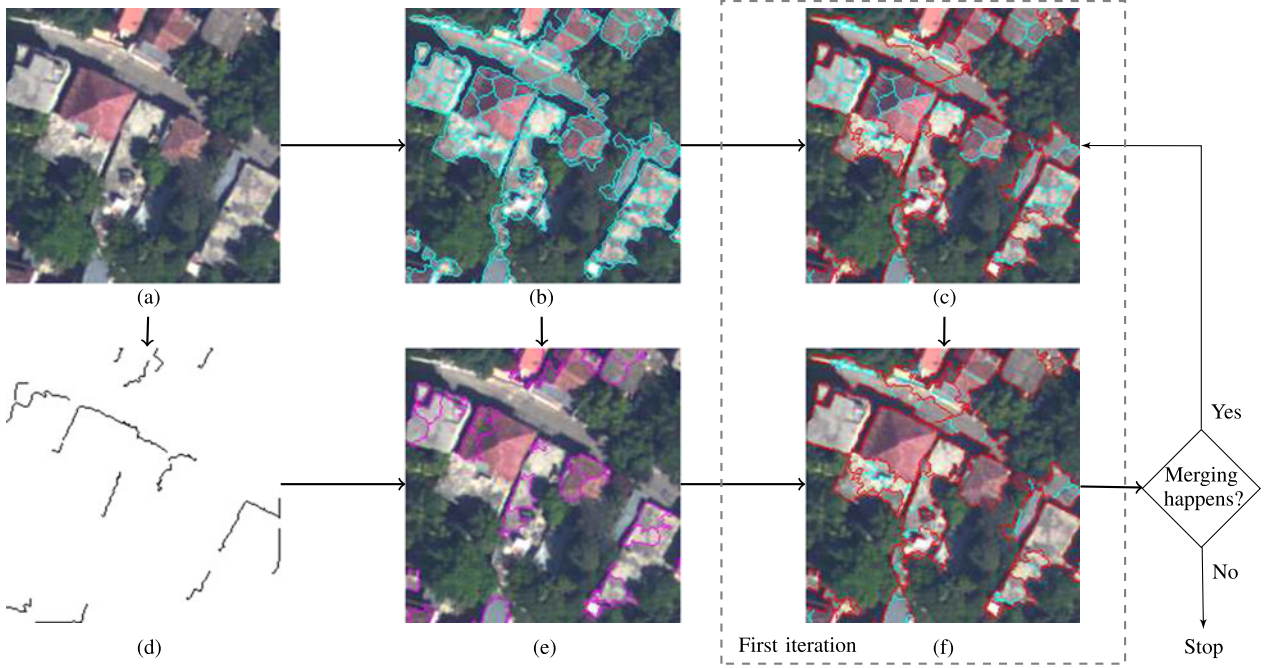 (a)
(b)
(c)
Yes
Merging
happens?
No
First iteration
(d)
(e)
(f)
Stop